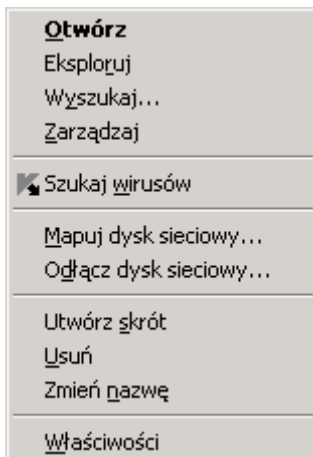 Otwórz
Eksploruj
Wyszukaj...
Zarządzaj
Szukaj wirusów
Mapuj dysk sieciowy...
Odłącz dysk sieciowy...
Utwórz skrót
Usuń
Zmień nazwę
Właściwości